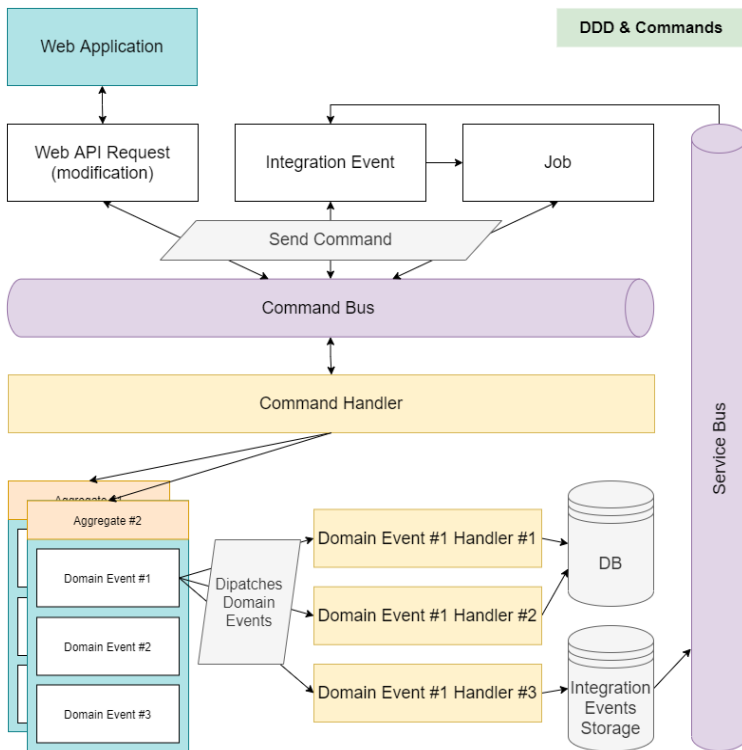 Web Application
DDD & Commands
Web API Request
(modification)
Integration Event
Job
Send Command
Command Bus
Command Handler
Service Bus
Aggregate
Aggregate #2
Domain Event #1
Domain Event #2
Domain Event #3
Dipatches
Domain
Events
Domain Event #1 Handler #1
Domain Event #1 Handler #2
Domain Event #1 Handler #3
DB
Integration
Events
Storage